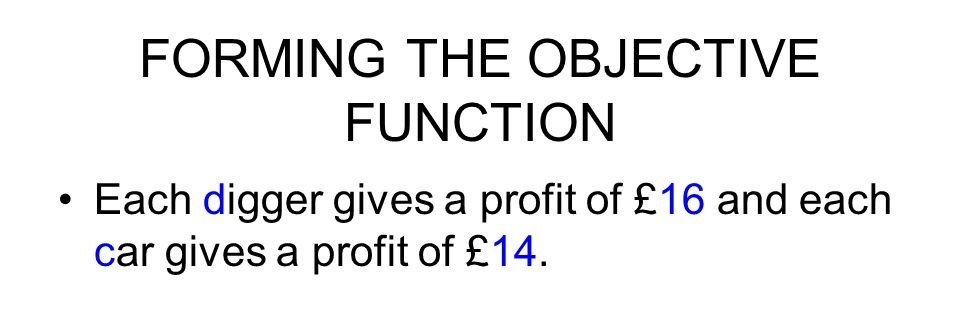 FORMING THE OBJECTIVE
FUNCTION
• Each digger gives a profit of £16 and each
car gives a profit of £14.